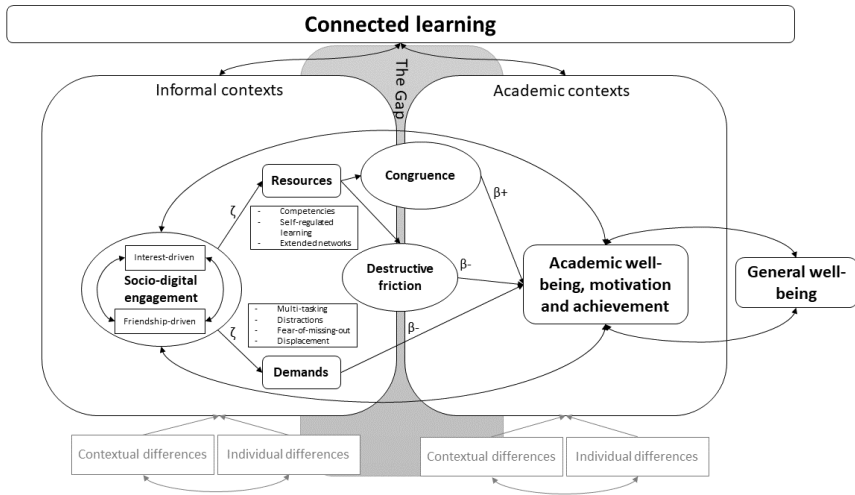 Connected learning
The Gap
Informal contexts
Academic contexts
Resources
Congruence
β+
ζ
- Competencies
- Self-regulated
learning
- Extended networks
Interest-driven
Socio-digital
engagement
Friendship-driven
Destructive
friction
β-
Academic well-
being, motivation
and achievement
General well-
being
ζ
- Multi-tasking
- Distractions
- Fear-of-missing-out
- Displacement
β-
Demands
Contextual differences
Individual differences
Contextual differences
Individual differences